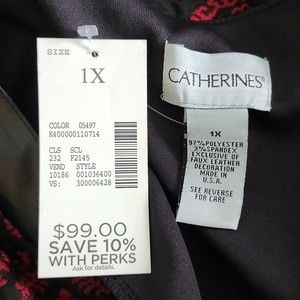 SIZE
1X
COLOR 05497
K400000110714
CLS SCL
232 F2145
VEND STYLE
10186 001036400
VS: 300006428
$99.00
SAVE 10%
WITH PERKS
Ask for details.
CATHERINES®
1X
97% POLYESTER
3% SPANDEX
EXCLUSIVE OF
FAUX LEATHER
DECORATION
MADE IN
U.S.A.
SEE REVERSE
FOR CARE